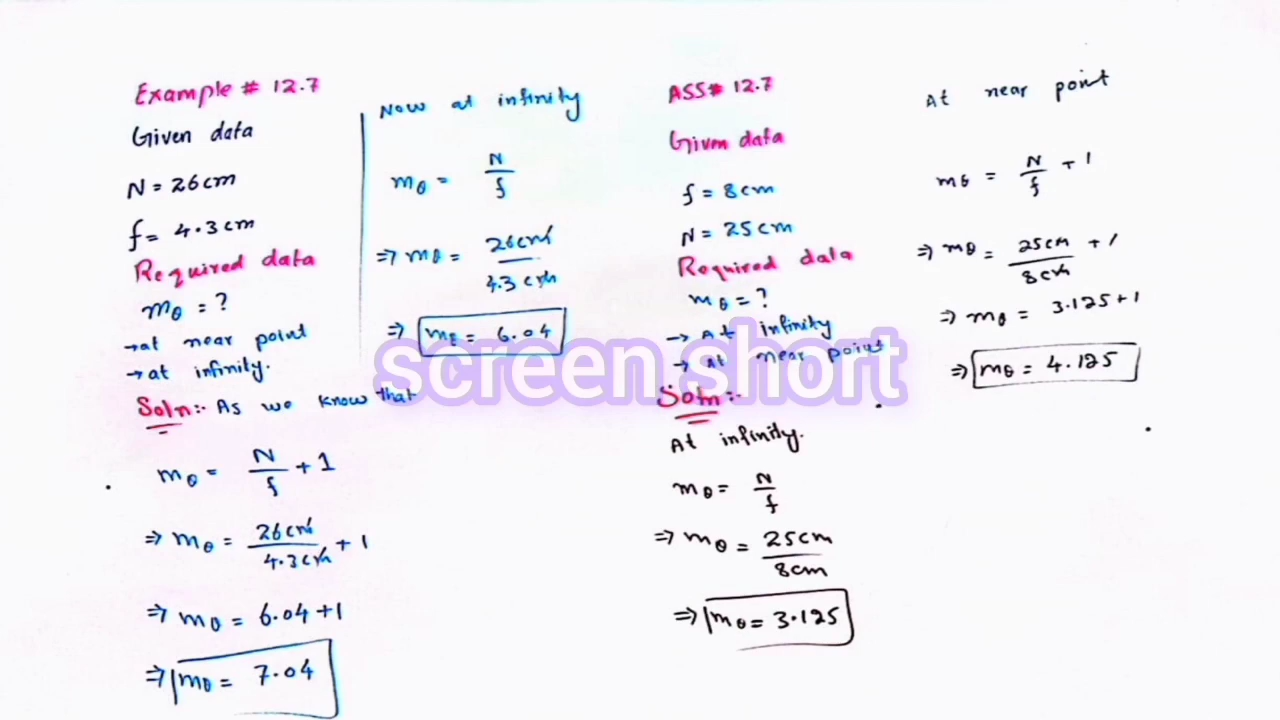 Example # 12.7
Given data
N = 26cm
f = 4.3cm
Required data
mθ = ?
→ at near point
→ at infinity.
Soln:- As we know that
mθ = N/f + 1
⇒ mθ = 26cm/4.3cm + 1
⇒ mθ = 6.04 + 1
⇒ mθ = 7.04
Now at infinity
mθ = N/f
⇒ mθ = 26cm/4.3cm
⇒ mθ = 6.04
screen short
ASS# 12.7
Given data
f = 8cm
N = 25cm
Required data
mθ = ?
→ At infinity
→ At near point
Soln:-
At infinity.
mθ = N/f
⇒ mθ = 25cm/8cm
⇒ mθ = 3.125
At near point
mθ = N/f + 1
⇒ mθ = 25cm/8cm + 1
⇒ mθ = 3.125 + 1
⇒ mθ = 4.125